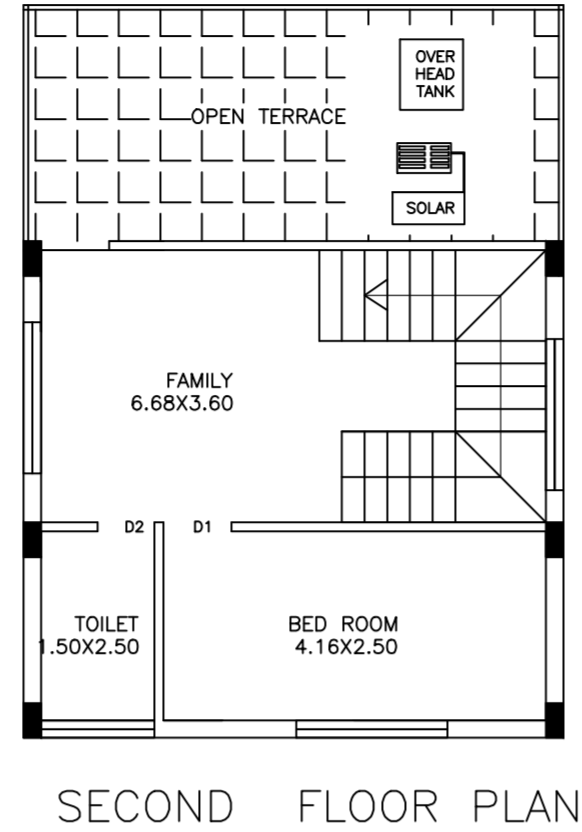 OVER
HEAD
TANK
OPEN TERRACE
SOLAR
FAMILY
6.68X3.60
D2 D1
TOILET
1.50X2.50
BED ROOM
4.16X2.50
SECOND FLOOR PLAN